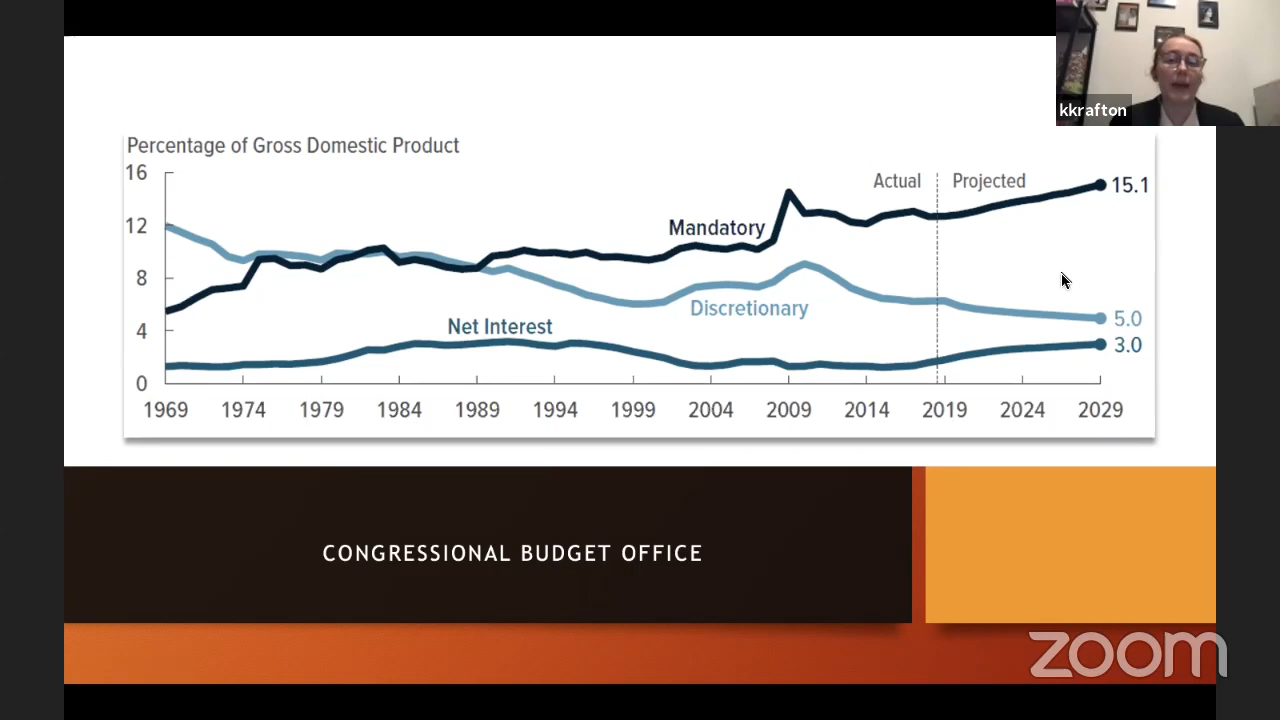 kkrafton
Percentage of Gross Domestic Product
16
12
8
4
0
Actual
Projected
Mandatory
Discretionary
Net Interest
15.1
5.0
3.0
1969 1974 1979 1984 1989 1994 1999 2004 2009 2014 2019 2024 2029
CONGRESSIONAL BUDGET OFFICE
zoom